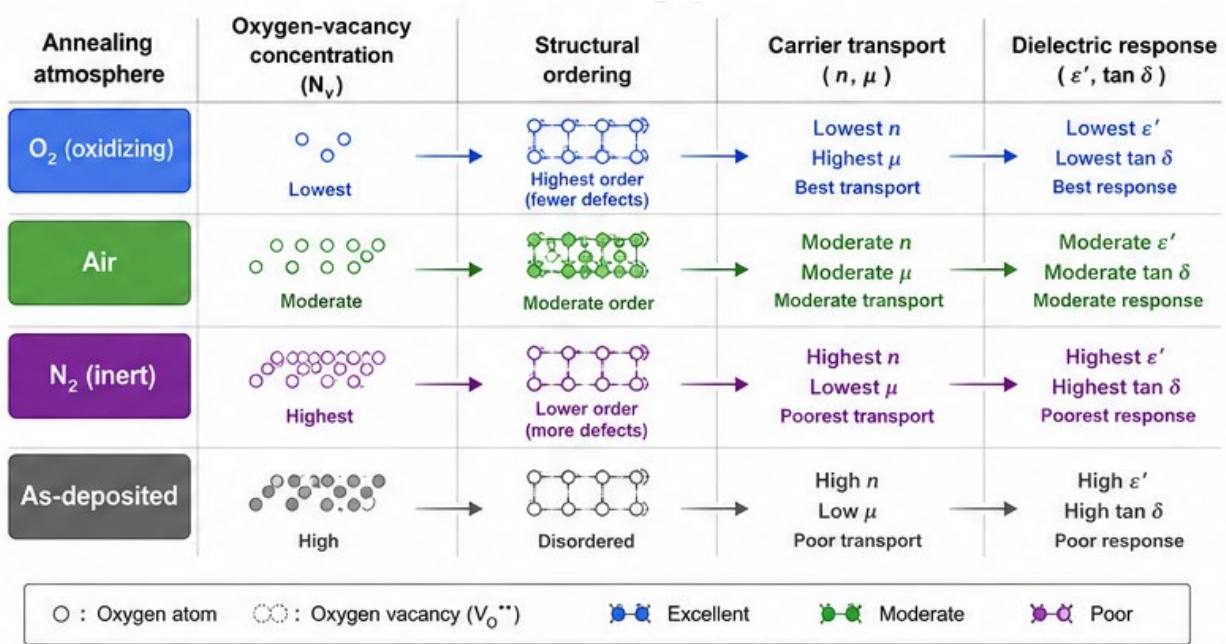 Annealing atmosphere
Oxygen-vacancy concentration (Nᵥ)
Structural ordering
Carrier transport ( n, μ )
Dielectric response ( ε′, tan δ )
O₂ (oxidizing)
Lowest
Highest order
(fewer defects)
Lowest n
Highest μ
Best transport
Lowest ε′
Lowest tan δ
Best response
Air
Moderate
Moderate order
Moderate n
Moderate μ
Moderate transport
Moderate ε′
Moderate tan δ
Moderate response
N₂ (inert)
Highest
Lower order
(more defects)
Highest n
Lowest μ
Poorest transport
Highest ε′
Highest tan δ
Poorest response
As-deposited
High
Disordered
High n
Low μ
Poor transport
High ε′
High tan δ
Poor response
: Oxygen atom : Oxygen vacancy (V_O^••) Excellent Moderate Poor